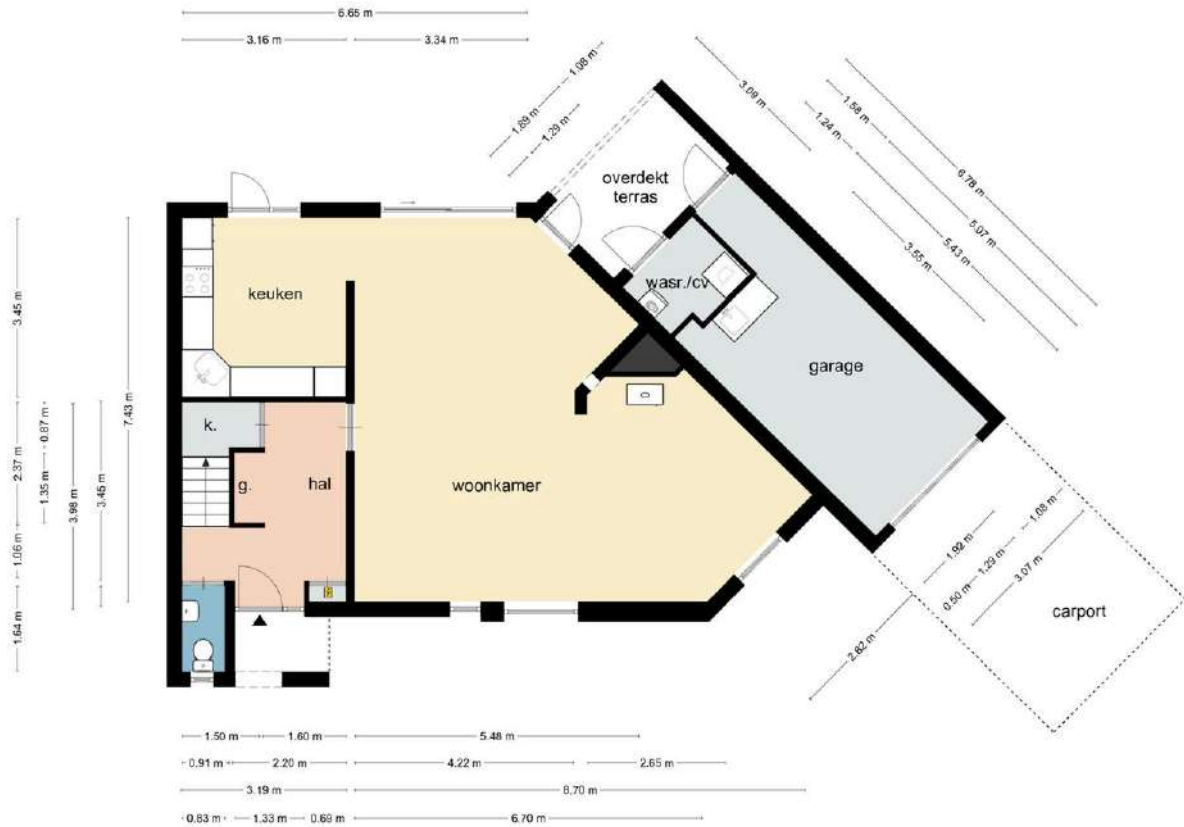 6.65 m
3.16 m
3.34 m
1.08 m
1.89 m
1.29 m
3.09 m
1.58 m
1.24 m
6.78 m
5.97 m
5.43 m
3.55 m
overdekt
terras
keuken
wasr./cv
garage
k.
g.
hal
woonkamer
carport
3.45 m
7.43 m
0.87 m
2.37 m
1.35 m
3.98 m
3.45 m
1.06 m
1.64 m
1.92 m
1.08 m
1.29 m
0.50 m
3.07 m
2.82 m
1.50 m
1.60 m
5.48 m
0.91 m
2.20 m
4.22 m
2.65 m
3.19 m
8.70 m
0.83 m
1.33 m
0.69 m
6.70 m